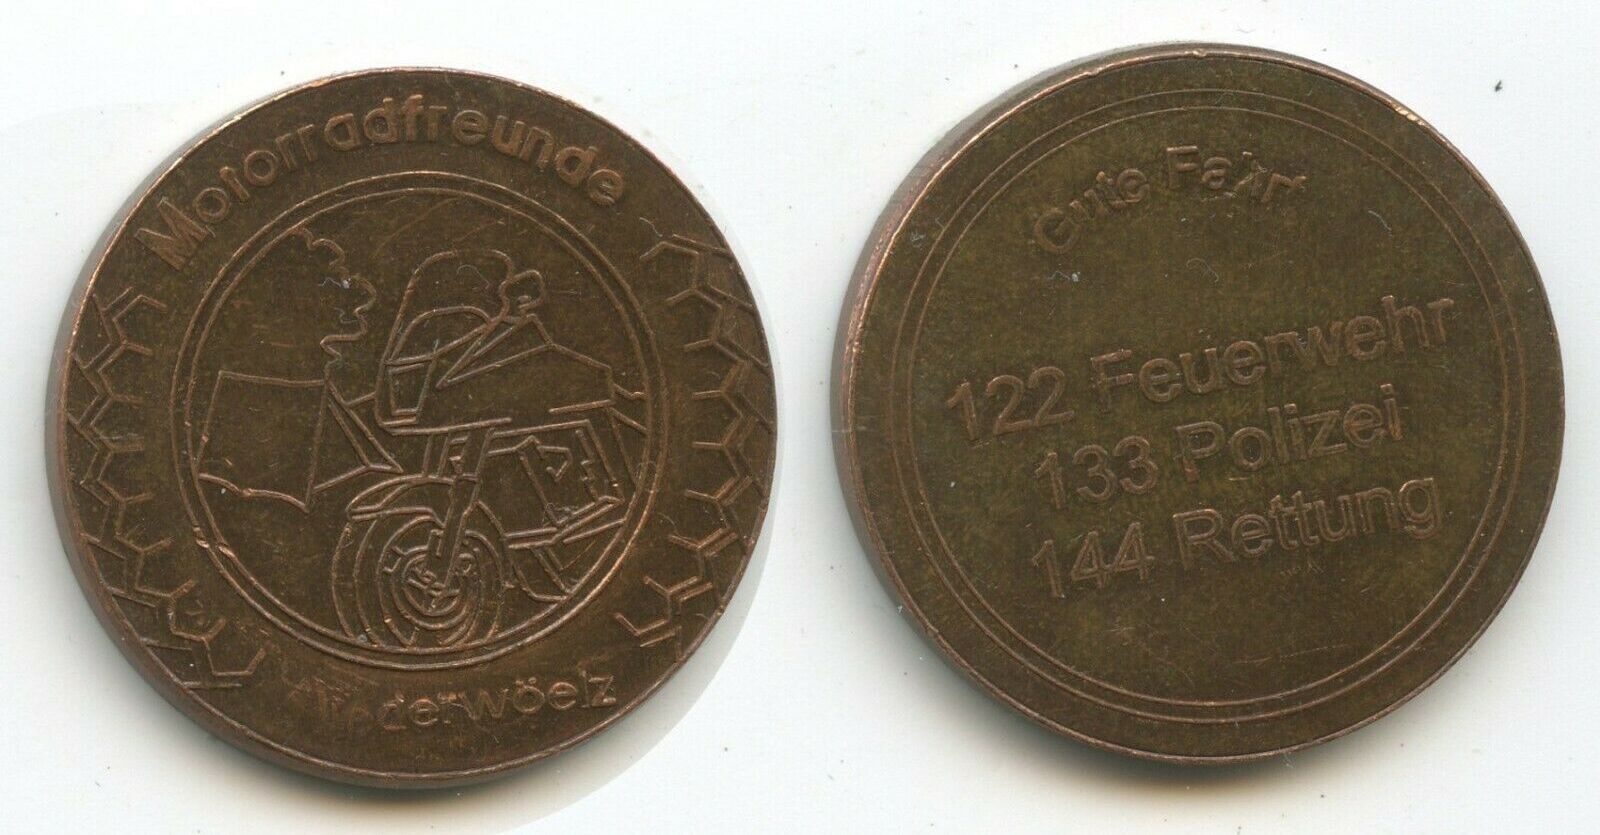 Motorradfreunde
Gute Fahrt
122 Feuerwehr
133 Polizei
144 Rettung